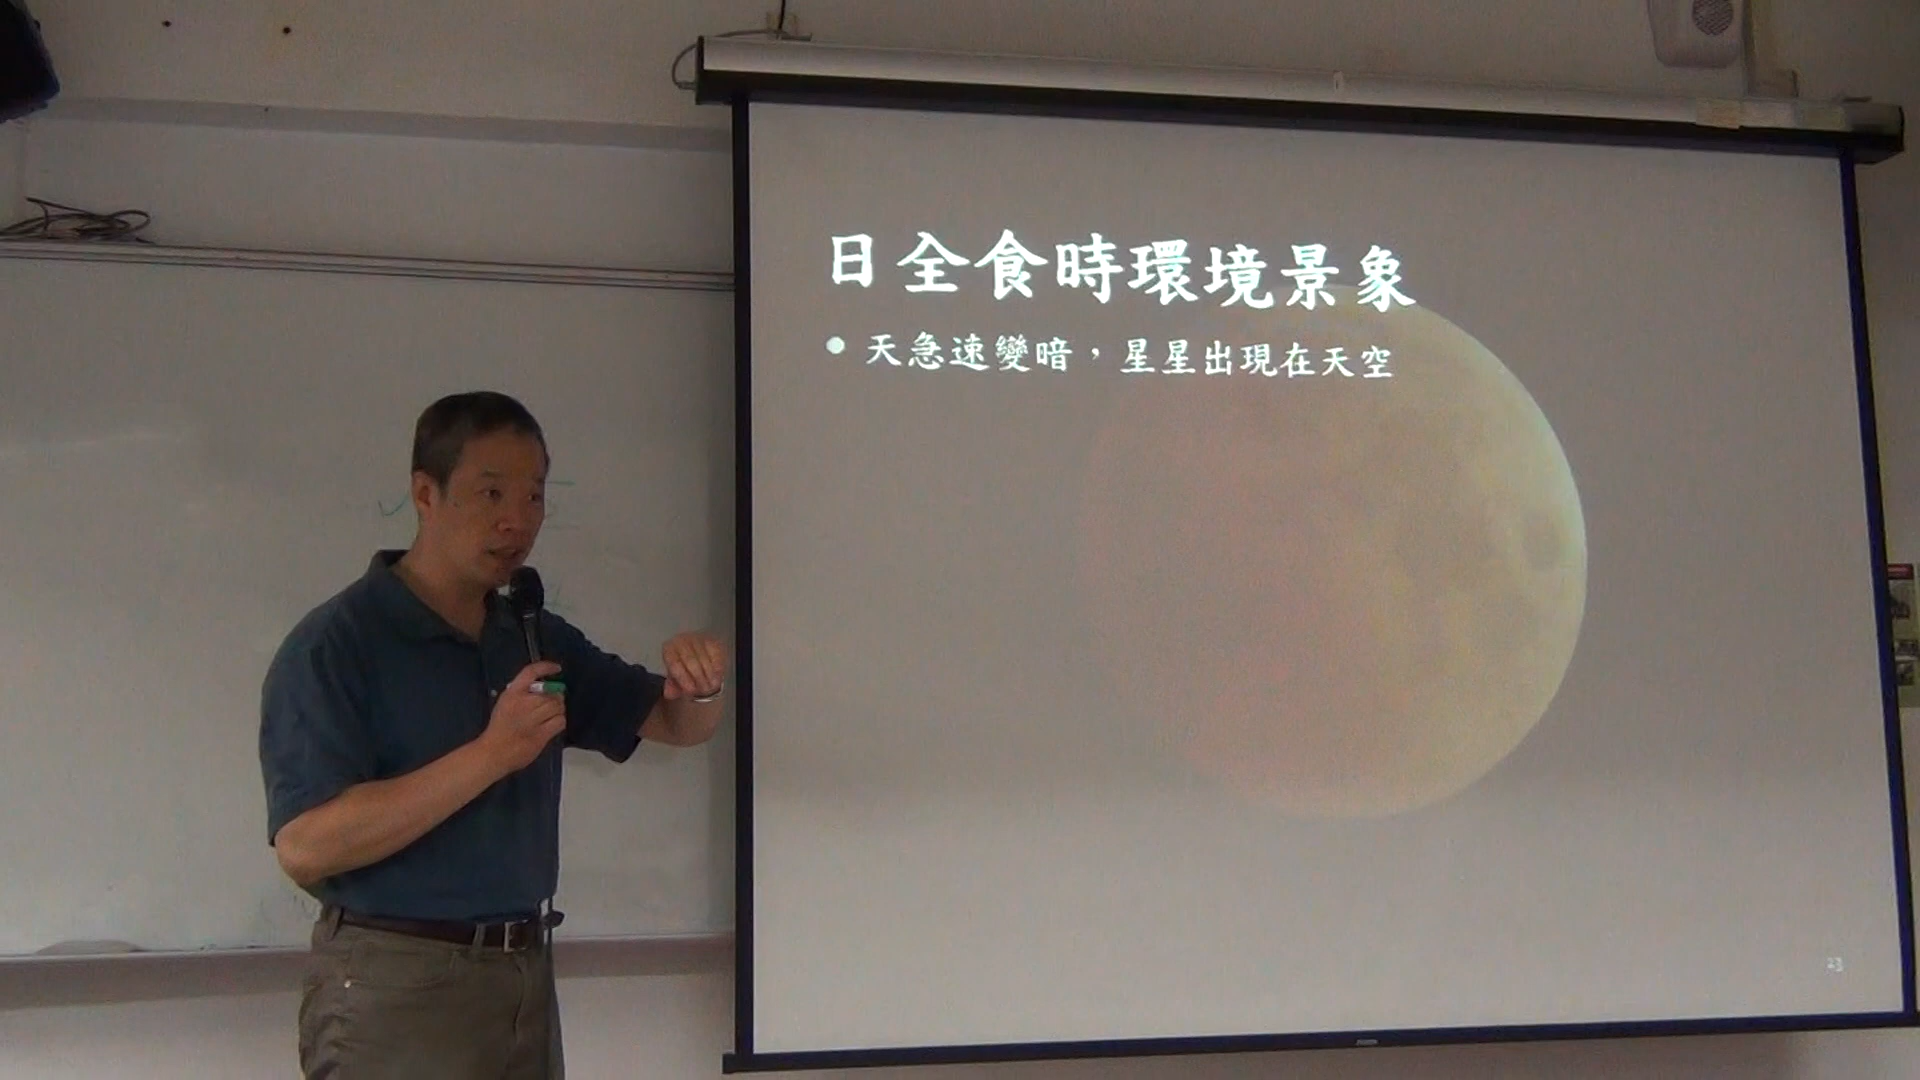 日全食時環境景象
● 天急速變暗，星星出現在天空
23